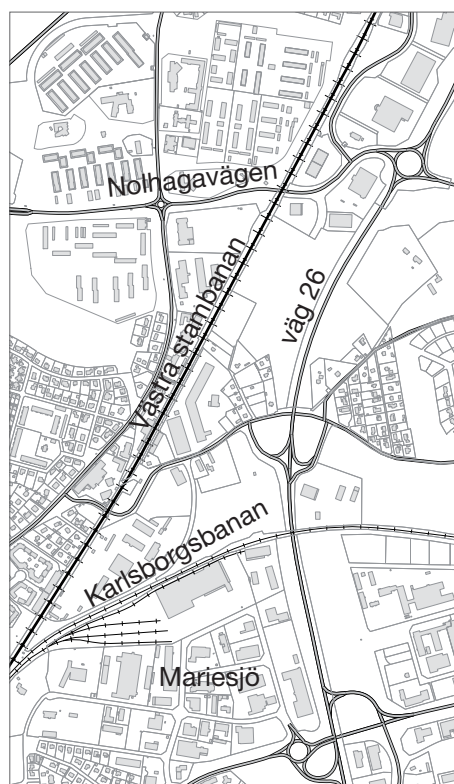 Nolhagavägen
Västra stambanan
väg 26
Karlsborgsbanan
Mariesjö